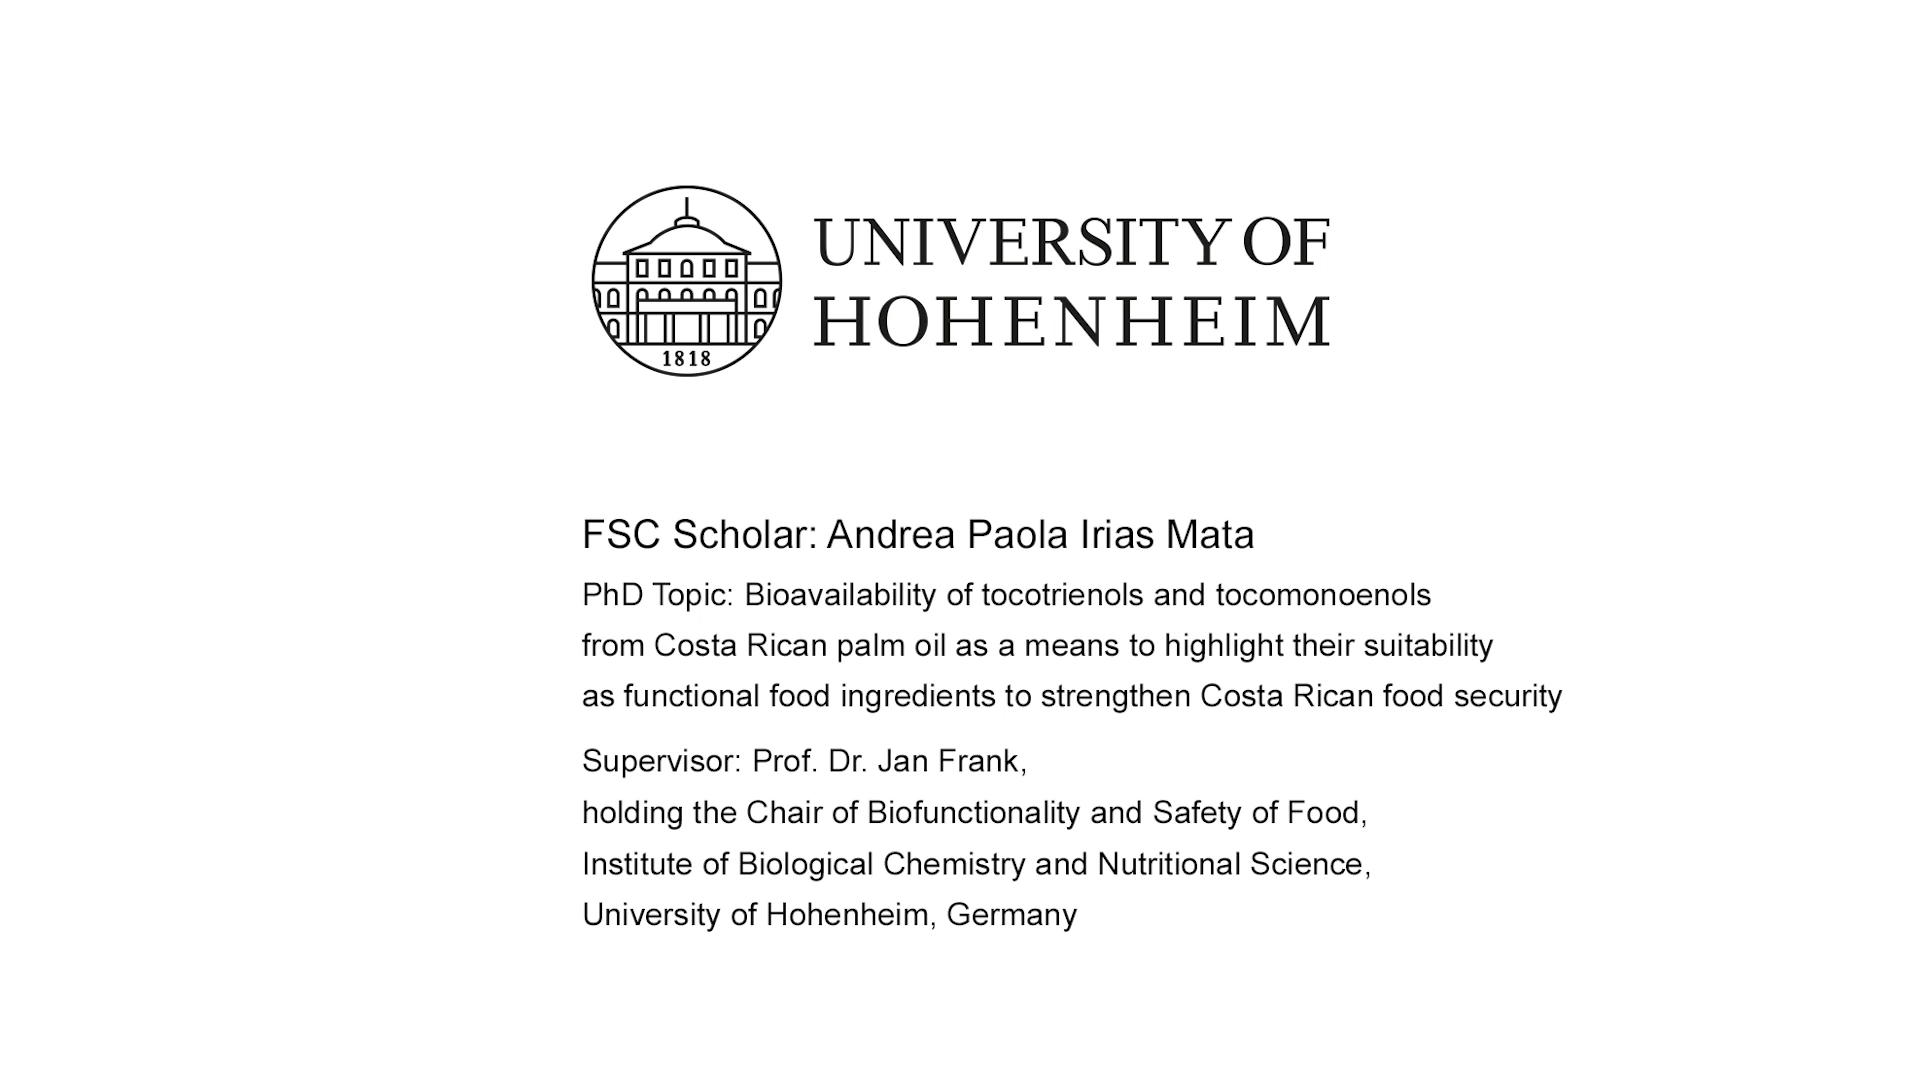 UNIVERSITY OF
HOHENHEIM
1818
FSC Scholar: Andrea Paola Irias Mata
PhD Topic: Bioavailability of tocotrienols and tocomonoenols
from Costa Rican palm oil as a means to highlight their suitability
as functional food ingredients to strengthen Costa Rican food security
Supervisor: Prof. Dr. Jan Frank,
holding the Chair of Biofunctionality and Safety of Food,
Institute of Biological Chemistry and Nutritional Science,
University of Hohenheim, Germany